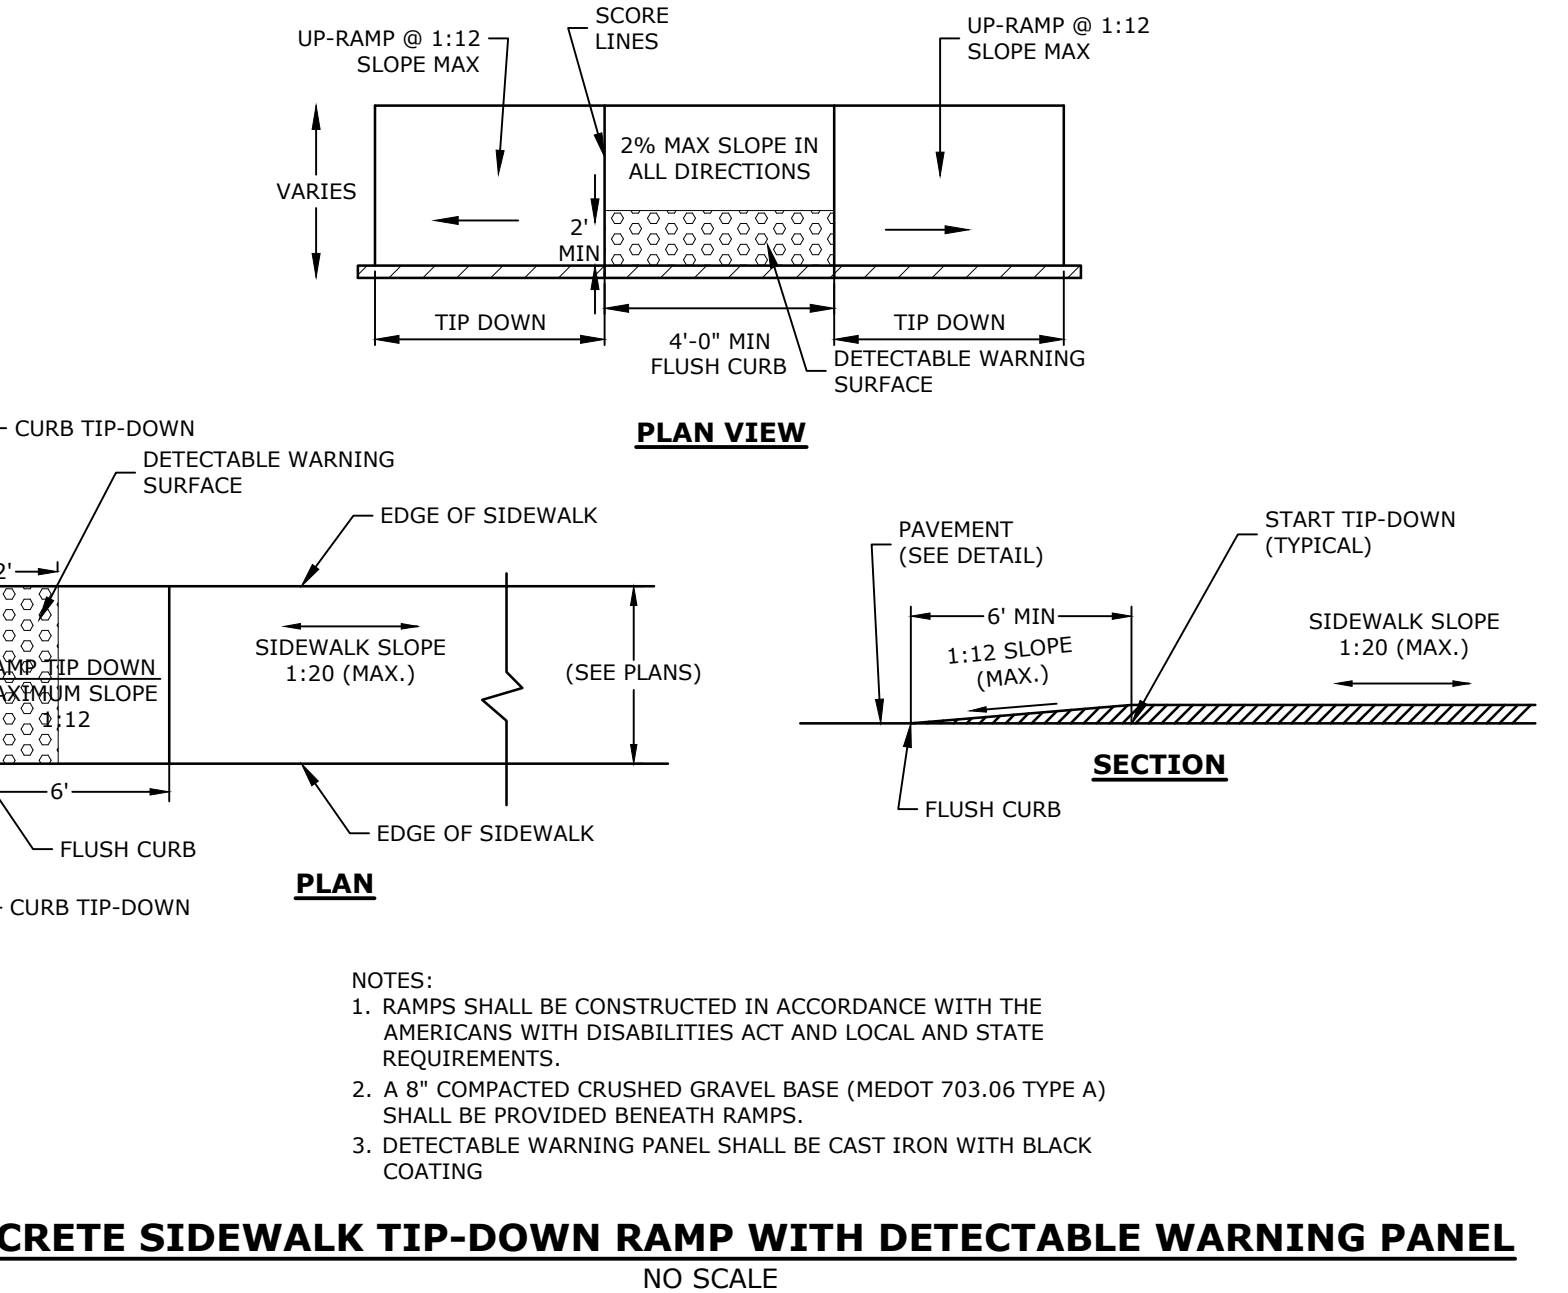 SCORE
LINES
UP-RAMP @ 1:12
SLOPE MAX
UP-RAMP @ 1:12
SLOPE MAX
2% MAX SLOPE IN
ALL DIRECTIONS
VARIES
2'
MIN
TIP DOWN
4'-0" MIN
FLUSH CURB
TIP DOWN
DETECTABLE WARNING
SURFACE
PLAN VIEW
CURB TIP-DOWN
DETECTABLE WARNING
SURFACE
EDGE OF SIDEWALK
2'
SIDEWALK SLOPE
1:20 (MAX.)
(SEE PLANS)
AMP TIP DOWN
AXIMUM SLOPE
1:12
6'
FLUSH CURB
EDGE OF SIDEWALK
PLAN
CURB TIP-DOWN
PAVEMENT
(SEE DETAIL)
START TIP-DOWN
(TYPICAL)
6' MIN
1:12 SLOPE
(MAX.)
SIDEWALK SLOPE
1:20 (MAX.)
SECTION
FLUSH CURB
NOTES:
1. RAMPS SHALL BE CONSTRUCTED IN ACCORDANCE WITH THE
AMERICANS WITH DISABILITIES ACT AND LOCAL AND STATE
REQUIREMENTS.
2. A 8" COMPACTED CRUSHED GRAVEL BASE (MEDOT 703.06 TYPE A)
SHALL BE PROVIDED BENEATH RAMPS.
3. DETECTABLE WARNING PANEL SHALL BE CAST IRON WITH BLACK
COATING
CRETE SIDEWALK TIP-DOWN RAMP WITH DETECTABLE WARNING PANEL
NO SCALE